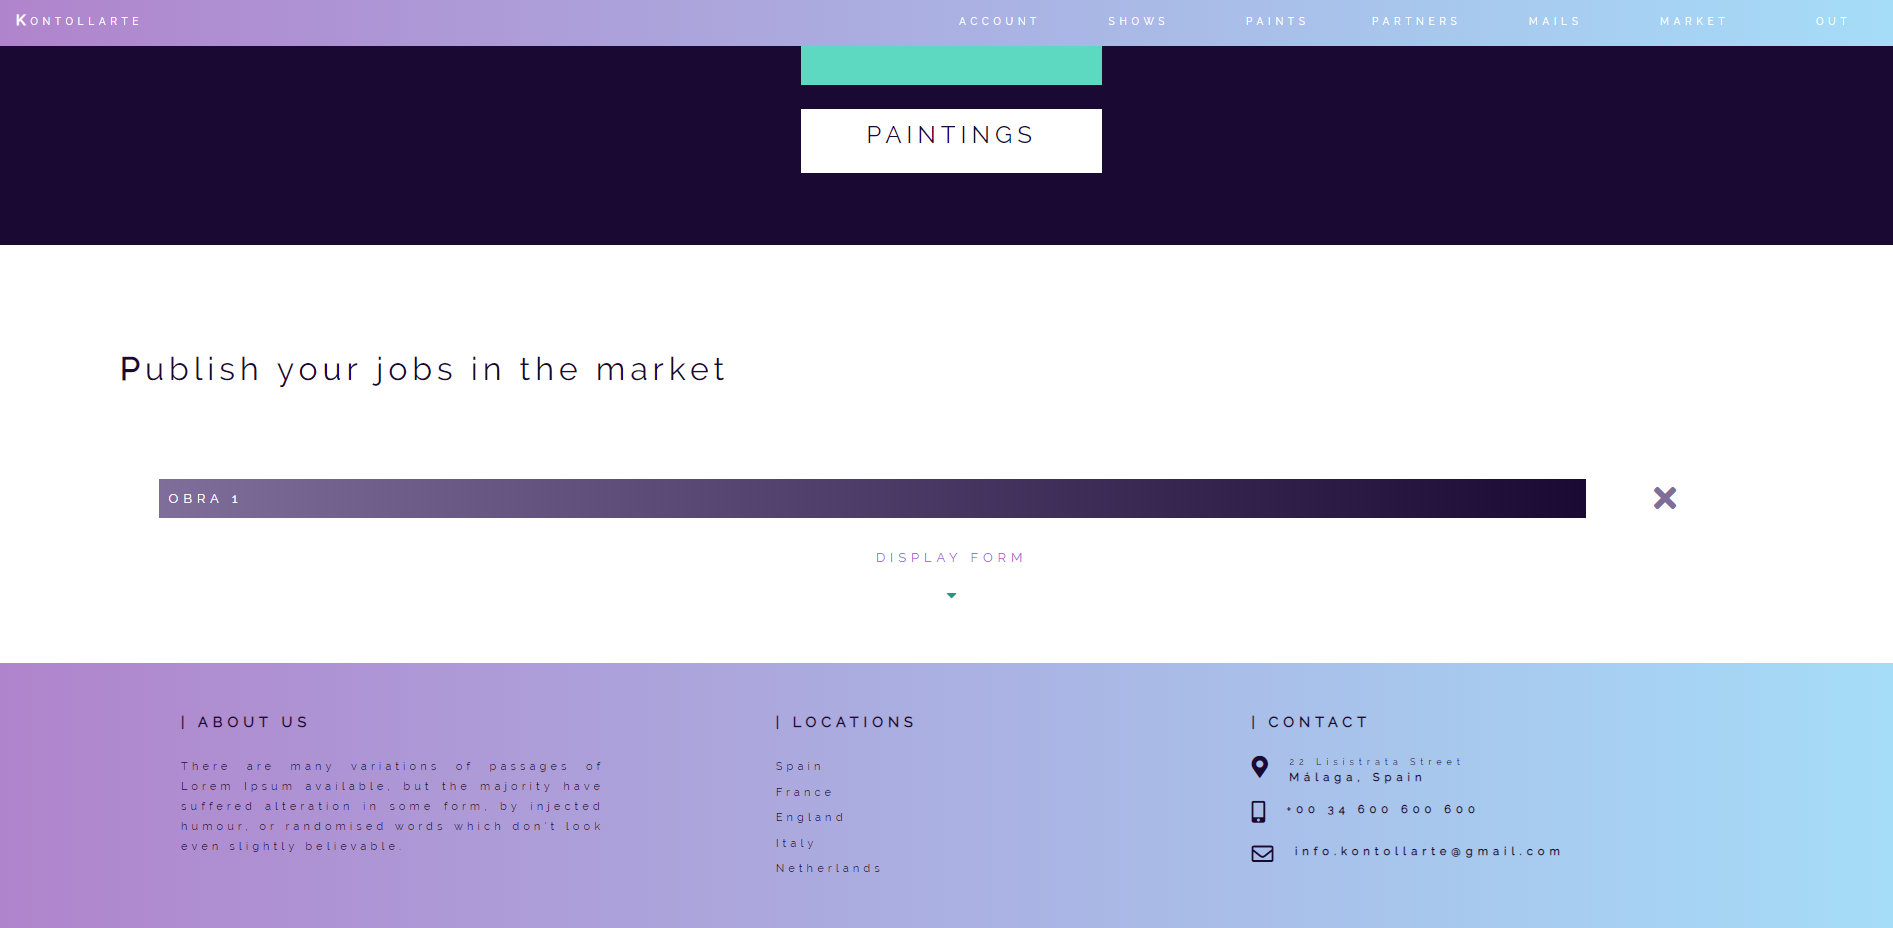 KONTOLLARTE ACCOUNT SHOWS PAINTS PARTNERS MAILS MARKET OUT
PAINTINGS
Publish your jobs in the market
OBRA 1
DISPLAY FORM
| ABOUT US
There are many variations of passages of
Lorem Ipsum available, but the majority have
suffered alteration in some form, by injected
humour, or randomised words which don't look
even slightly believable.
| LOCATIONS
Spain
France
England
Italy
Netherlands
| CONTACT
22 Lisistrata Street
Málaga, Spain
+00 34 600 600 600
info.kontollarte@gmail.com